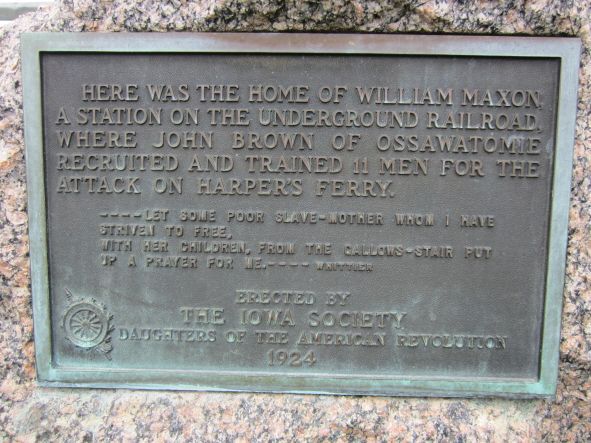 HERE WAS THE HOME OF WILLIAM MAXON,
A STATION ON THE UNDERGROUND RAILROAD,
WHERE JOHN BROWN OF OSSAWATOMIE
RECRUITED AND TRAINED 11 MEN FOR THE
ATTACK ON HARPER'S FERRY.
----LET SOME POOR SLAVE-MOTHER WHOM I HAVE
STRIVEN TO FREE,
WITH HER CHILDREN, FROM THE GALLOWS-STAIR PUT
UP A PRAYER FOR ME.---- WHITTIER
ERECTED BY
THE IOWA SOCIETY
DAUGHTERS OF THE AMERICAN REVOLUTION
1924